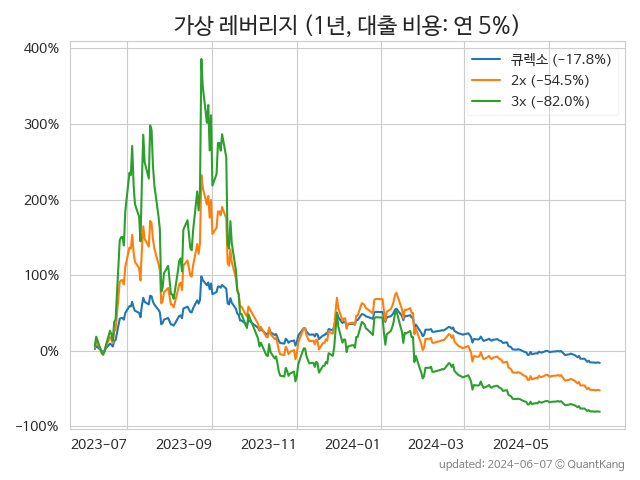 가상 레버리지 (1년, 대출 비용: 연 5%)
400%
300%
200%
100%
0%
−100%
큐렉소 (-17.8%)
2x (-54.5%)
3x (-82.0%)
2023-07
2023-09
2023-11
2024-01
2024-03
2024-05
updated: 2024-06-07 © QuantKang